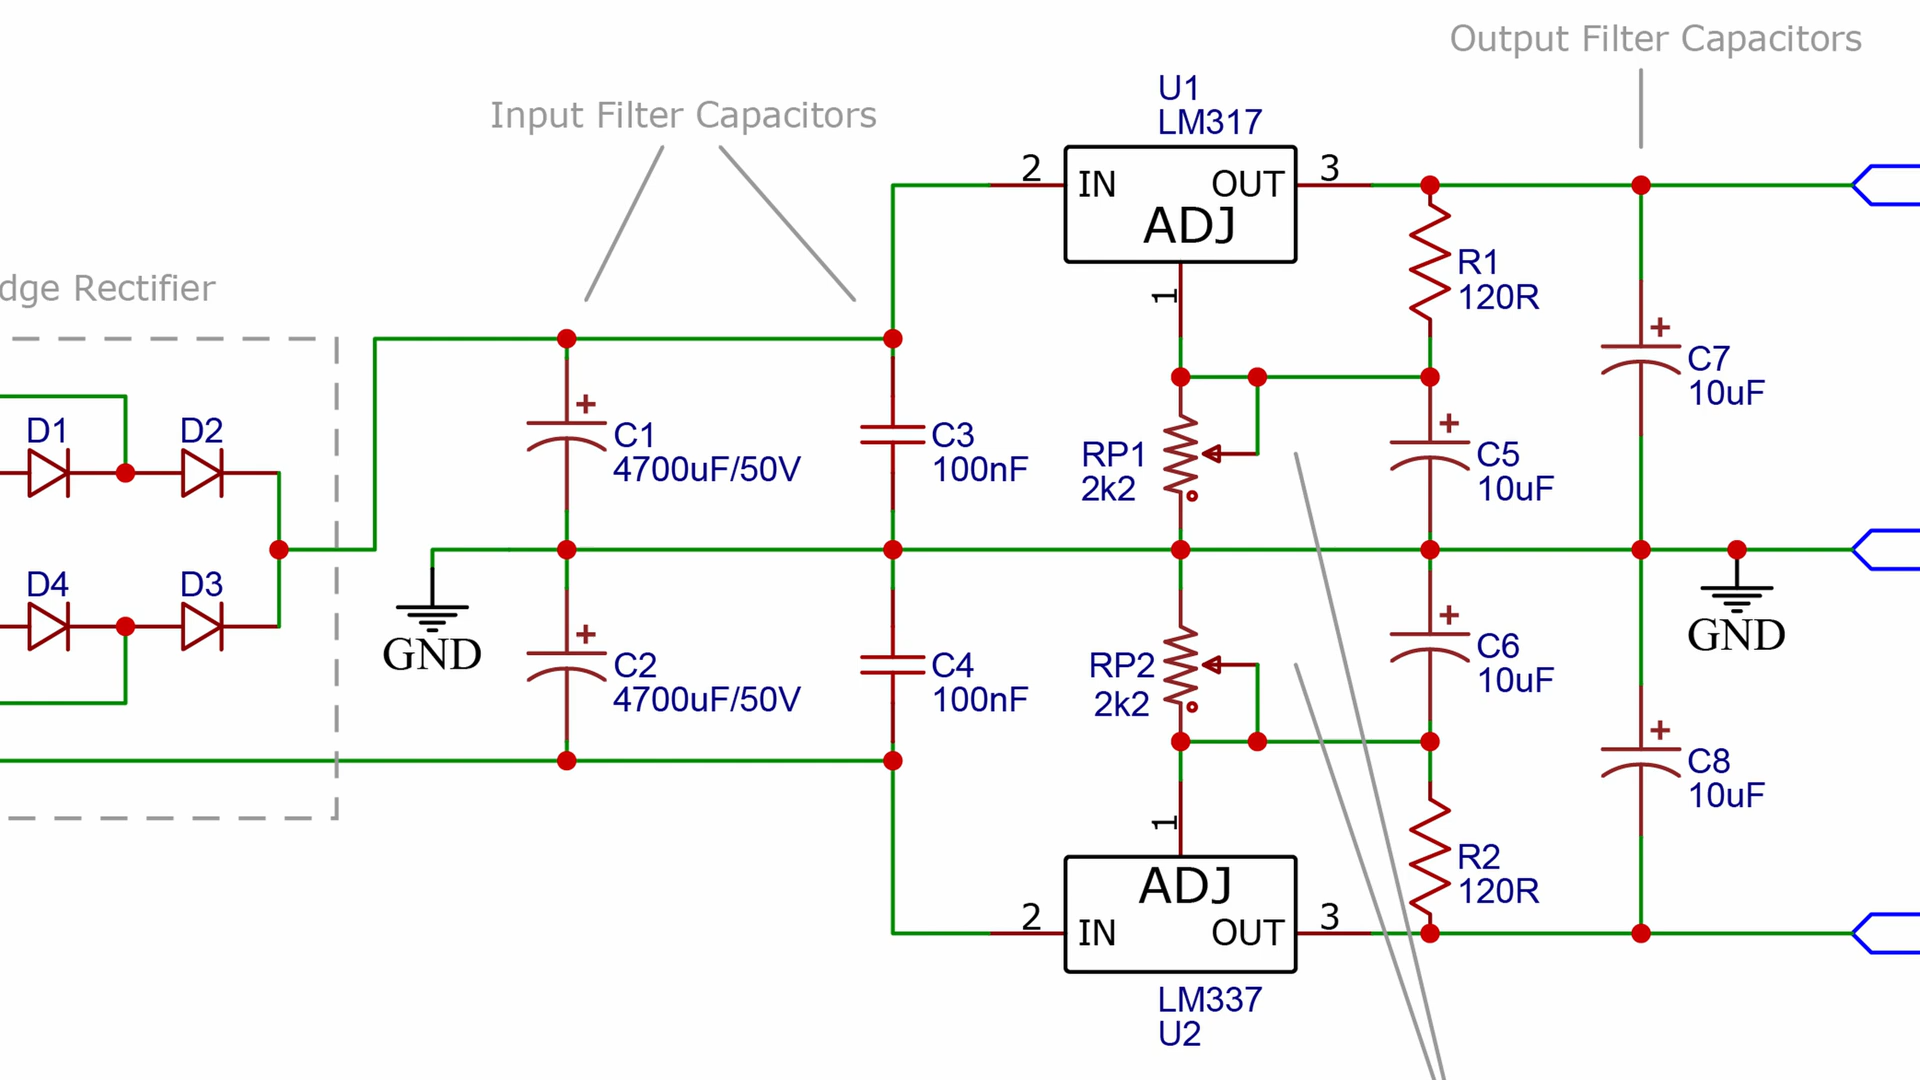 Output Filter Capacitors
Input Filter Capacitors
U1
LM317
2
IN
OUT
3
ADJ
1
dge Rectifier
R1
120R
D1
D2
C1
4700uF/50V
C3
100nF
RP1
2k2
C5
10uF
+
C7
10uF
+
+
D4
D3
GND
+
C2
4700uF/50V
C4
100nF
RP2
2k2
+
C6
10uF
GND
+
C8
10uF
1
ADJ
2
IN
OUT
3
R2
120R
LM337
U2